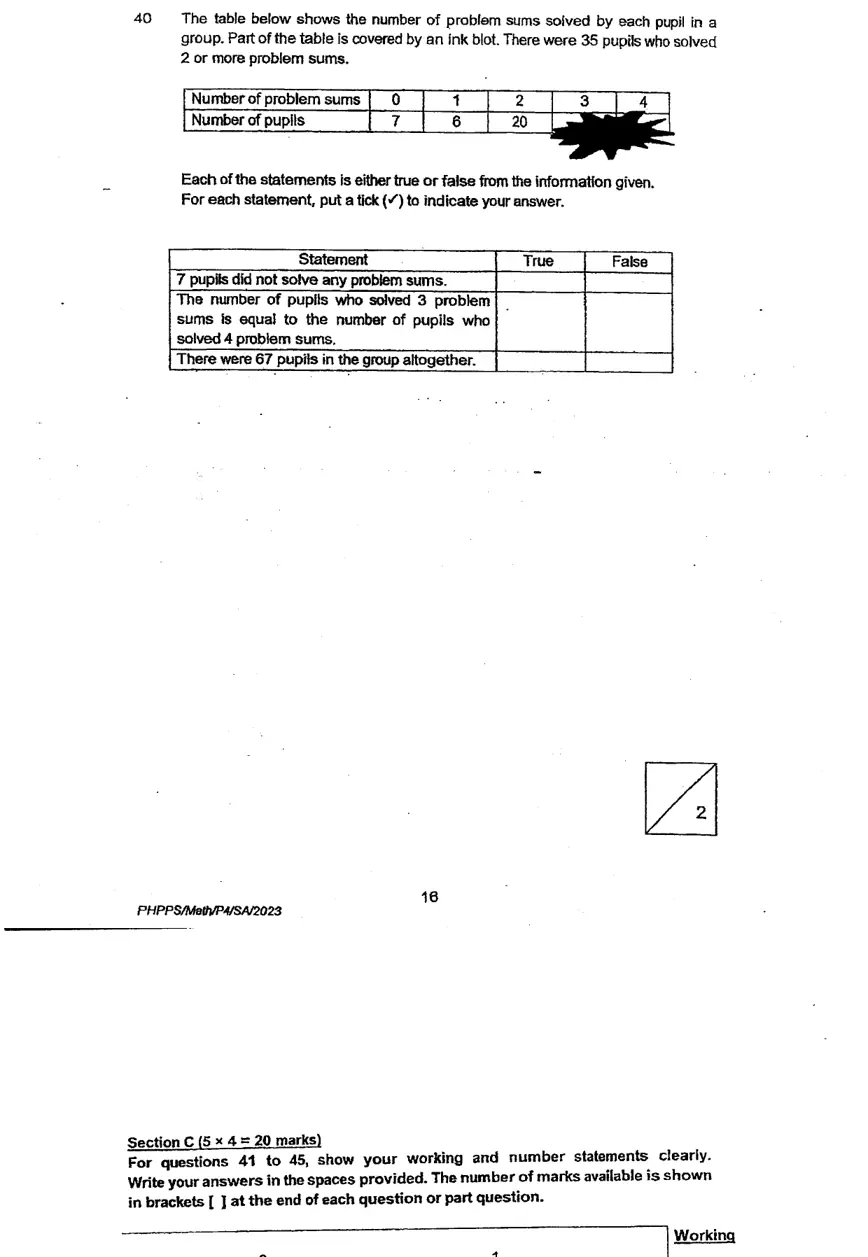 40 The table below shows the number of problem sums solved by each pupil in a
group. Part of the table is covered by an ink blot. There were 35 pupils who solved
2 or more problem sums.
Number of problem sums 0 1 2 3 4
Number of pupils 7 6 20
Each of the statements is either true or false from the information given.
For each statement, put a tick (✓) to indicate your answer.
Statement True False
7 pupils did not solve any problem sums.
The number of pupils who solved 3 problem
sums is equal to the number of pupils who
solved 4 problem sums.
There were 67 pupils in the group altogether.
2
16
PHPPS/Math/P4/SA/2023
Section C (5 × 4 = 20 marks)
For questions 41 to 45, show your working and number statements clearly.
Write your answers in the spaces provided. The number of marks available is shown
in brackets [ ] at the end of each question or part question.
Working